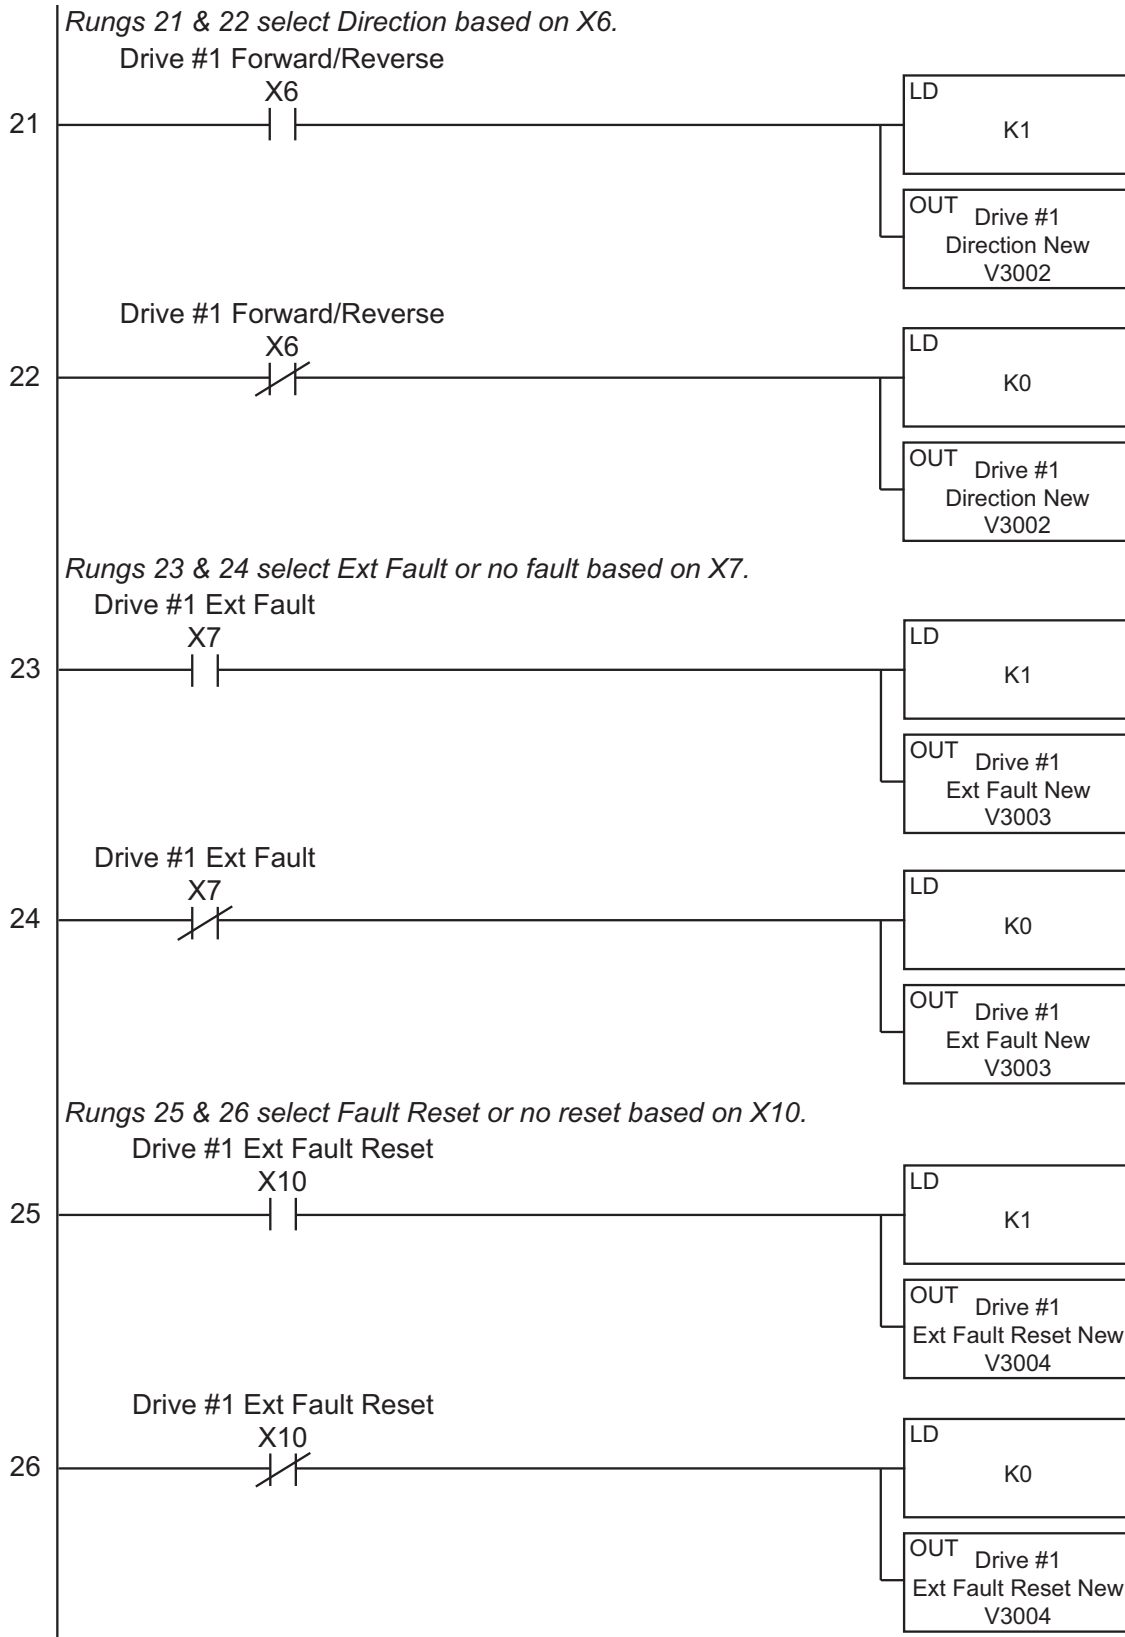 Rungs 21 & 22 select Direction based on X6.
Drive #1 Forward/Reverse
X6
21
LD
K1
OUT
Drive #1
Direction New
V3002
Drive #1 Forward/Reverse
X6
22
LD
K0
OUT
Drive #1
Direction New
V3002
Rungs 23 & 24 select Ext Fault or no fault based on X7.
Drive #1 Ext Fault
X7
23
LD
K1
OUT
Drive #1
Ext Fault New
V3003
Drive #1 Ext Fault
X7
24
LD
K0
OUT
Drive #1
Ext Fault New
V3003
Rungs 25 & 26 select Fault Reset or no reset based on X10.
Drive #1 Ext Fault Reset
X10
25
LD
K1
OUT
Drive #1
Ext Fault Reset New
V3004
Drive #1 Ext Fault Reset
X10
26
LD
K0
OUT
Drive #1
Ext Fault Reset New
V3004